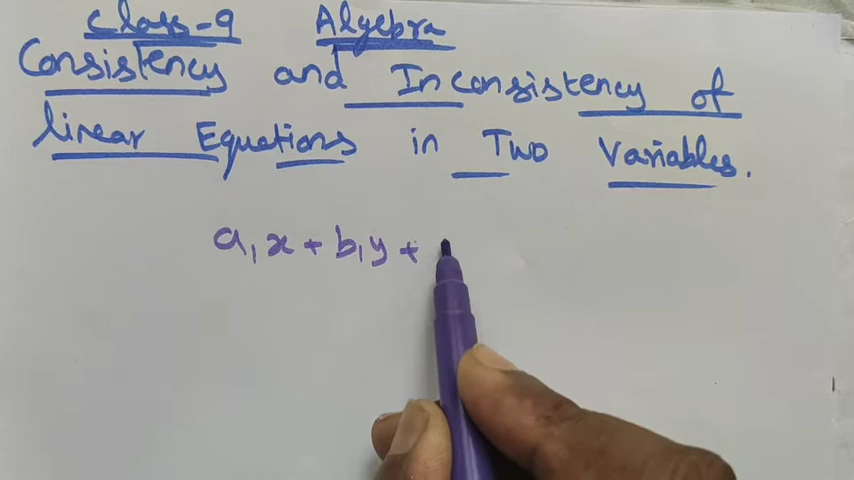 Class-9 Algebra
Consistency and Inconsistency of
linear Equations in Two Variables.
a₁x + b₁y +